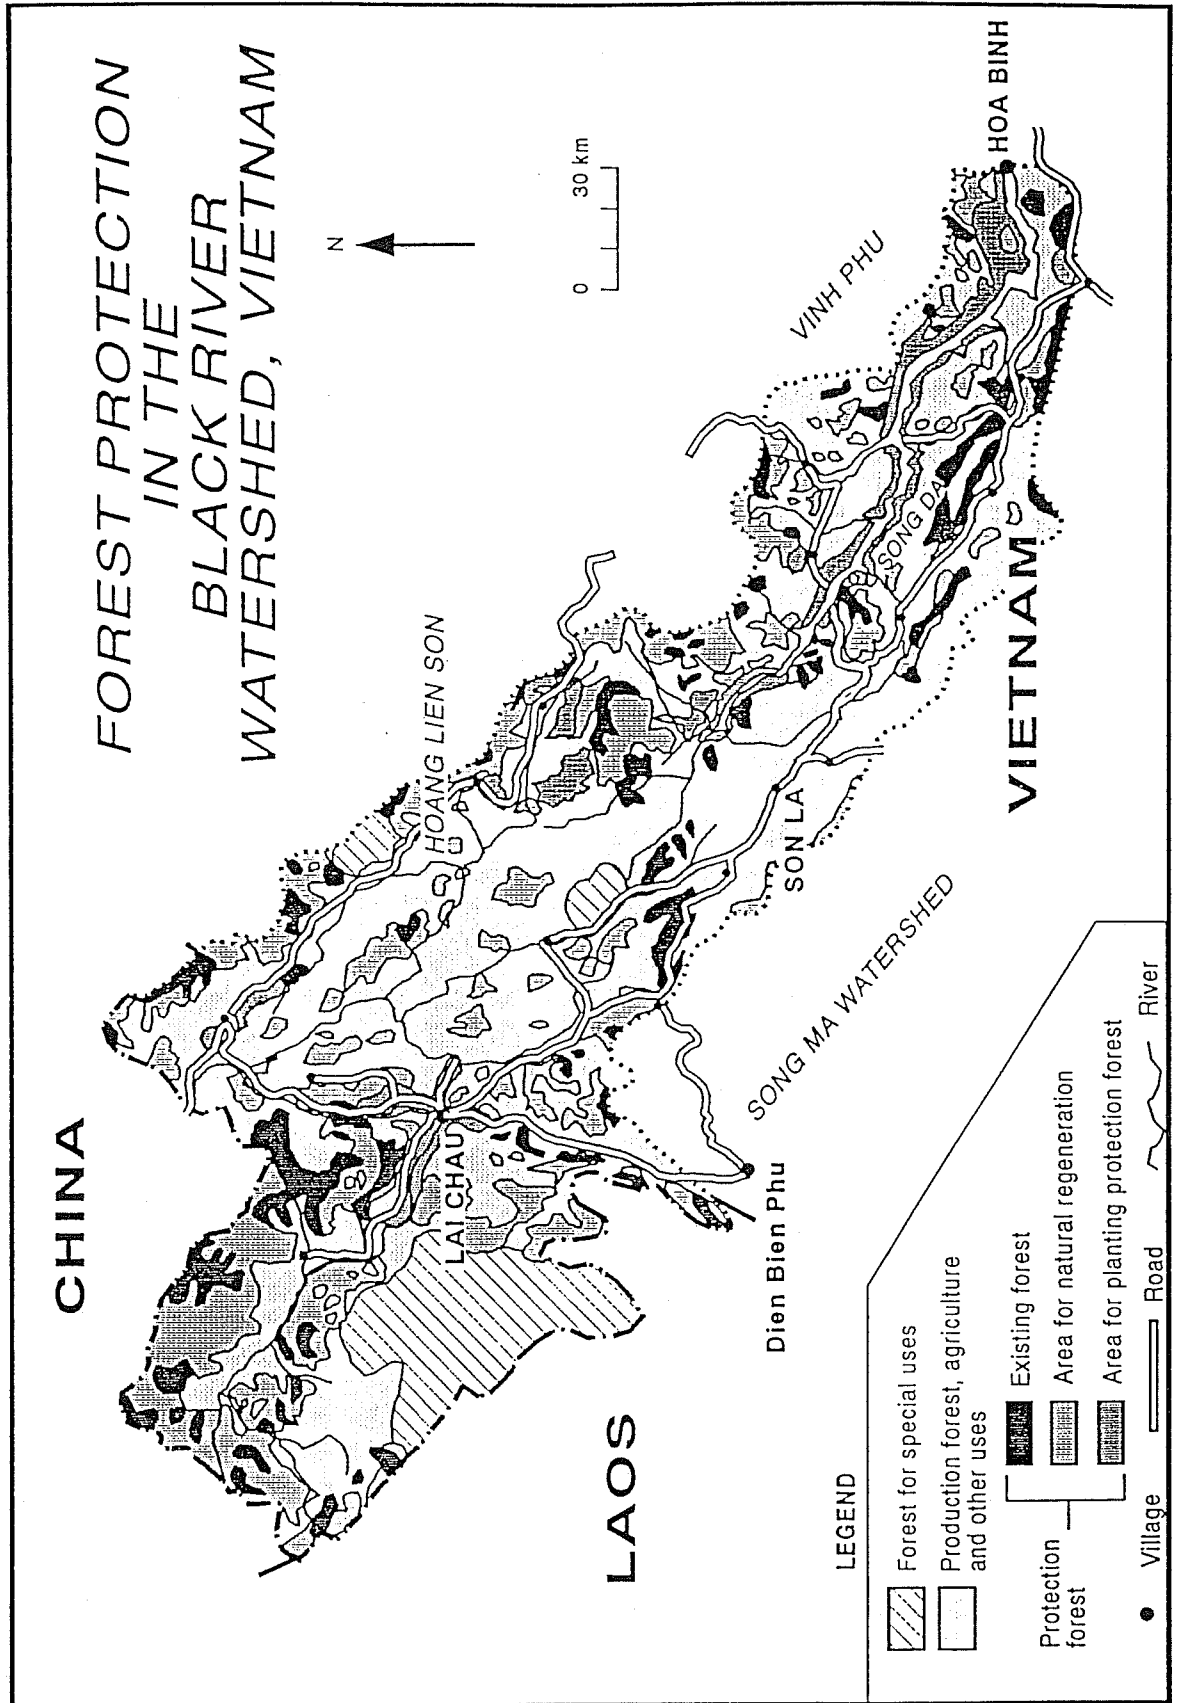 FOREST PROTECTION
IN THE
BLACK RIVER
WATERSHED, VIETNAM
N
0 30 km
CHINA
HOANG LIEN SON
VINH PHU
HOA BINH
LAI CHAU
SONG DA
SON LA
VIETNAM
SONG MA WATERSHED
Dien Bien Phu
LAOS
LEGEND
Forest for special uses
Production forest, agriculture
and other uses
Protection
forest
Existing forest
Area for natural regeneration
Area for planting protection forest
Village
Road
River